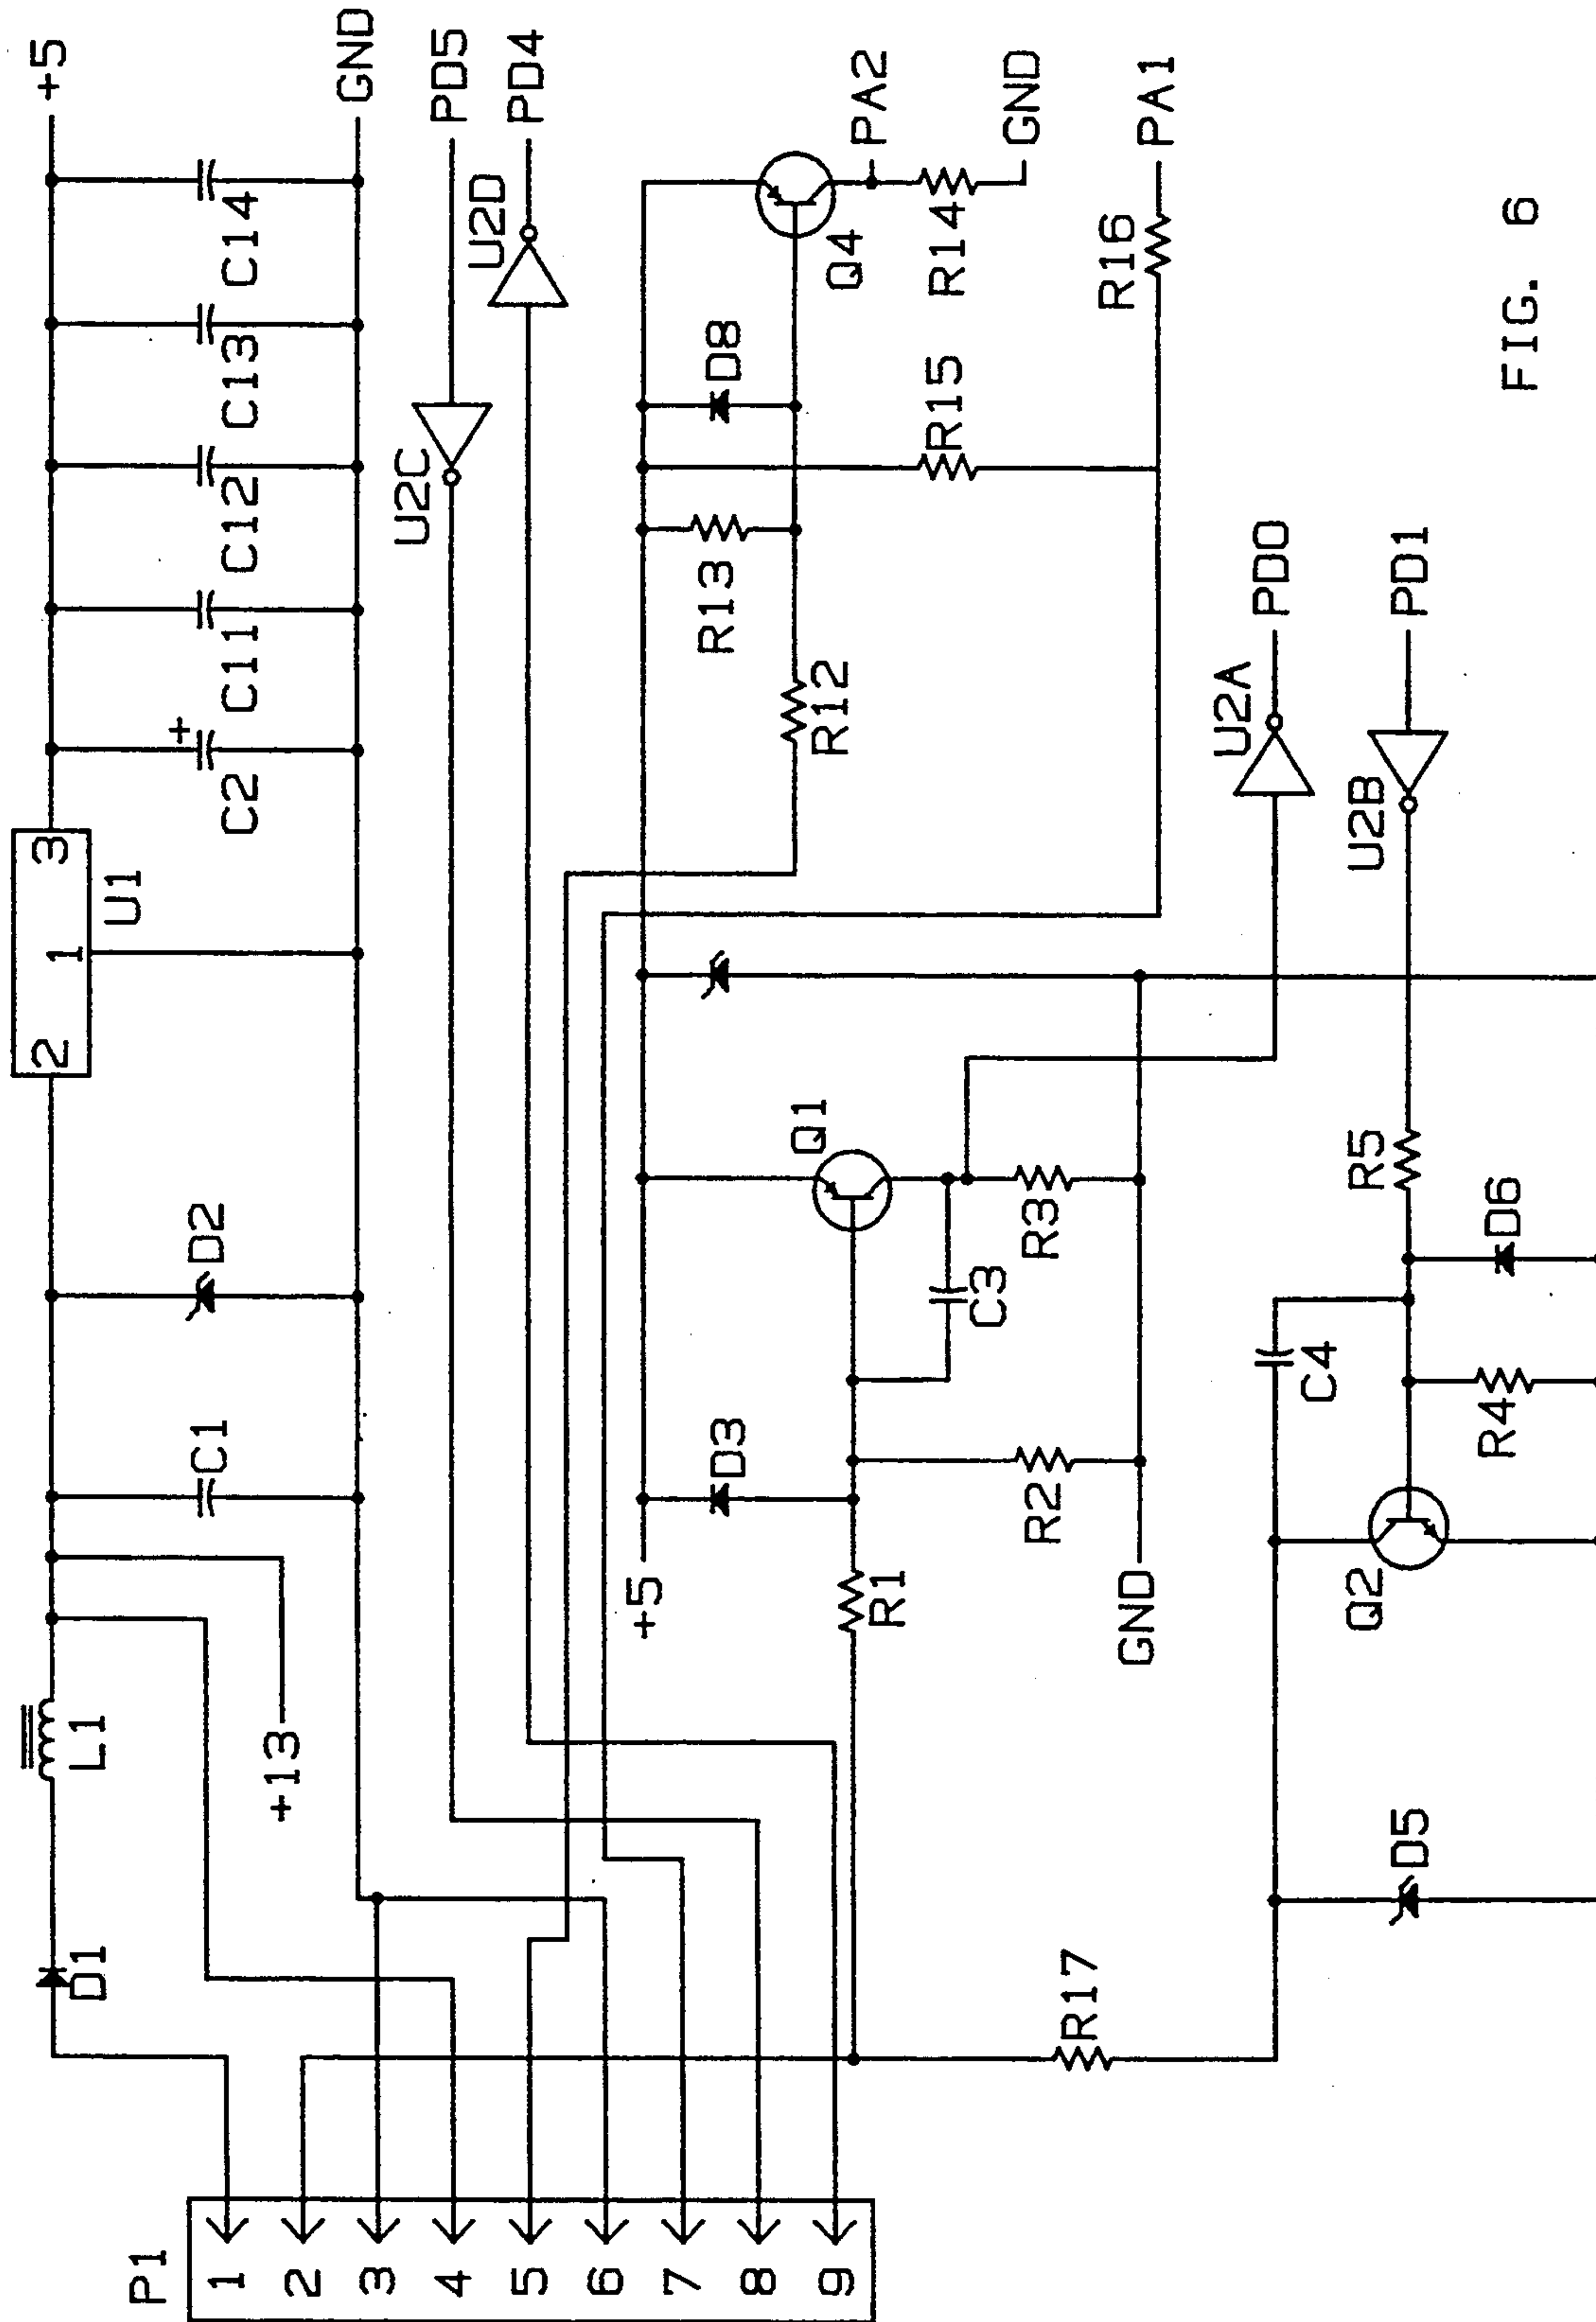 +5
3
2
1
U1
GND
C14
C13
C12
C11
C2
+
D2
C1
L1
D1
+13
PD5
U2C
PD4
U2D
P1
1
2
3
4
5
6
7
8
9
+5
D3
R1
R2
GND
Q1
C3
R3
R13
D8
R12
R15
Q4
PA2
R14
GND
R16
PA1
U2A
PD0
U2B
PD1
R5
D6
C4
R4
Q2
D5
R17
FIG. 6